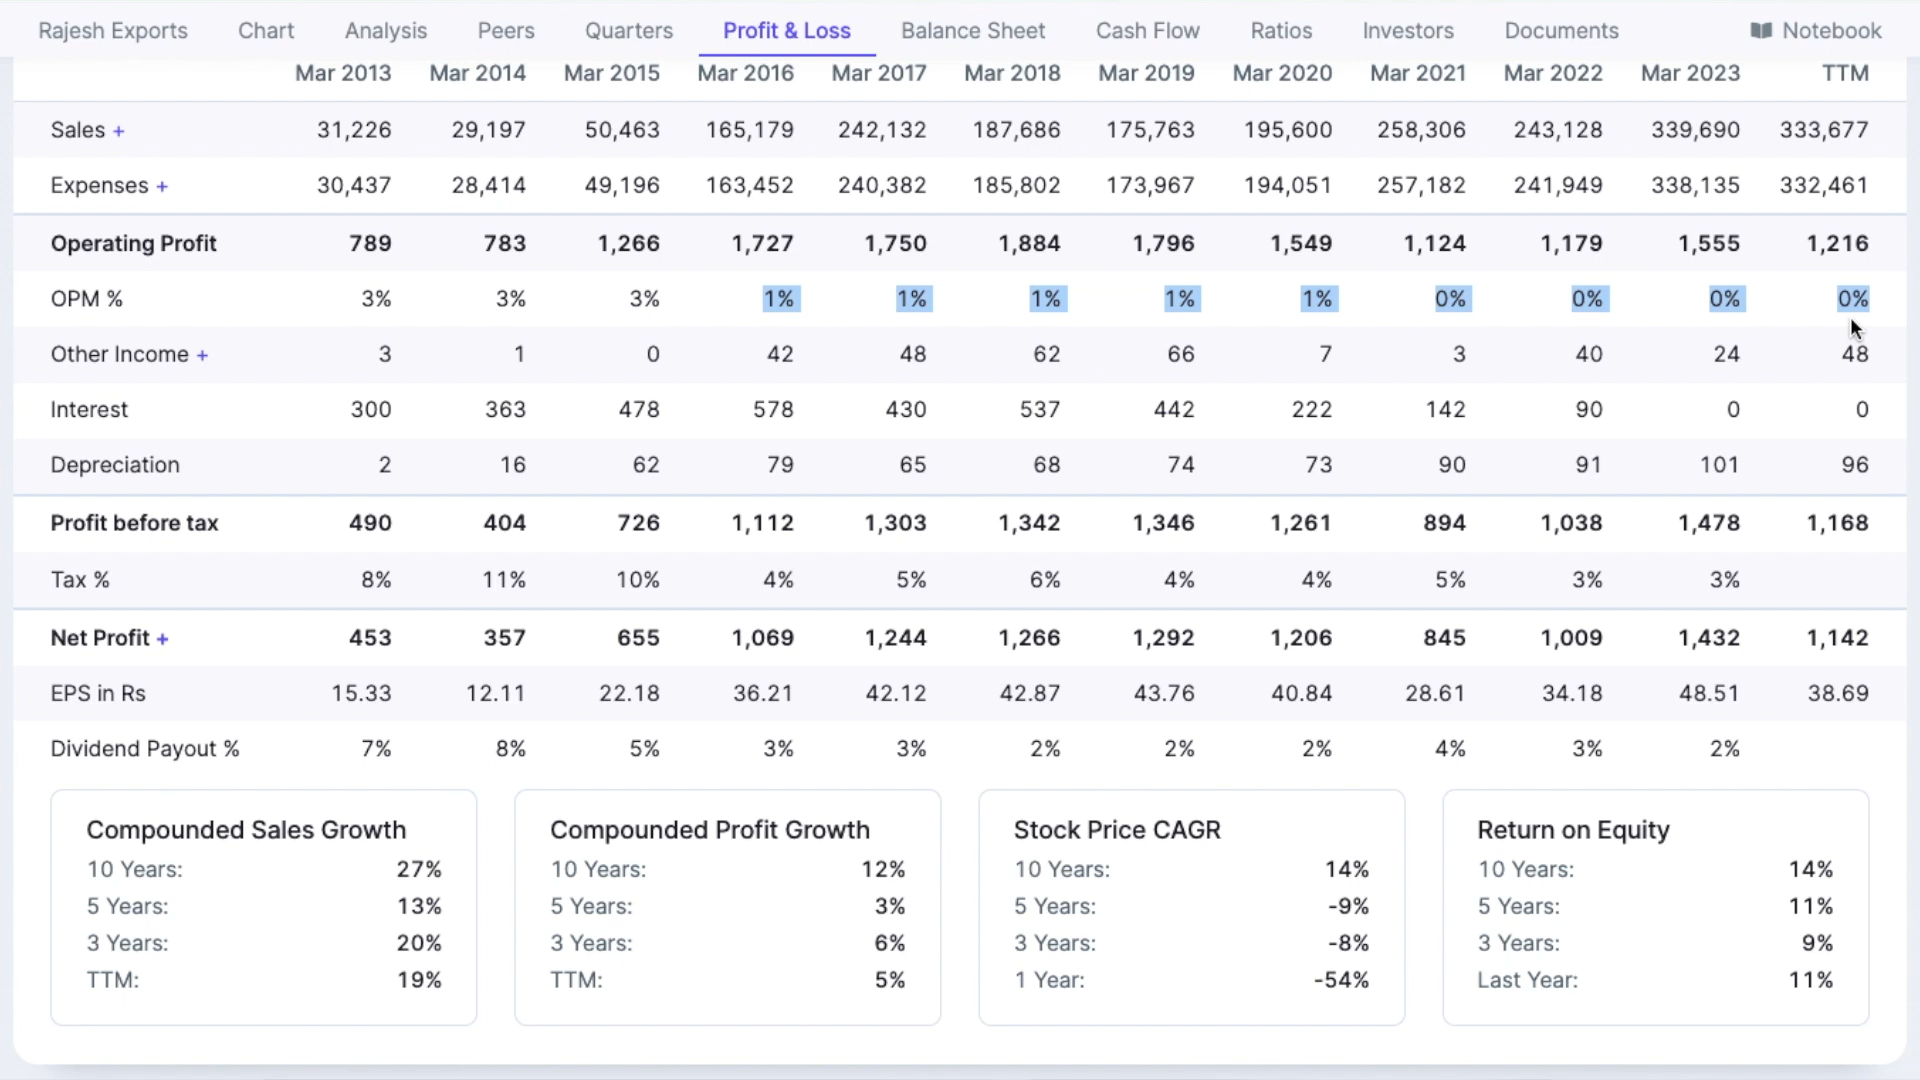 Rajesh Exports Chart Analysis Peers Quarters Profit & Loss Balance Sheet Cash Flow Ratios Investors Documents Notebook
Mar 2013 Mar 2014 Mar 2015 Mar 2016 Mar 2017 Mar 2018 Mar 2019 Mar 2020 Mar 2021 Mar 2022 Mar 2023 TTM
Sales + 31,226 29,197 50,463 165,179 242,132 187,686 175,763 195,600 258,306 243,128 339,690 333,677
Expenses + 30,437 28,414 49,196 163,452 240,382 185,802 173,967 194,051 257,182 241,949 338,135 332,461
Operating Profit 789 783 1,266 1,727 1,750 1,884 1,796 1,549 1,124 1,179 1,555 1,216
OPM % 3% 3% 3% 1% 1% 1% 1% 1% 0% 0% 0% 0%
Other Income + 3 1 0 42 48 62 66 7 3 40 24 48
Interest 300 363 478 578 430 537 442 222 142 90 0 0
Depreciation 2 16 62 79 65 68 74 73 90 91 101 96
Profit before tax 490 404 726 1,112 1,303 1,342 1,346 1,261 894 1,038 1,478 1,168
Tax % 8% 11% 10% 4% 5% 6% 4% 4% 5% 3% 3%
Net Profit + 453 357 655 1,069 1,244 1,266 1,292 1,206 845 1,009 1,432 1,142
EPS in Rs 15.33 12.11 22.18 36.21 42.12 42.87 43.76 40.84 28.61 34.18 48.51 38.69
Dividend Payout % 7% 8% 5% 3% 3% 2% 2% 2% 4% 3% 2%
Compounded Sales Growth
10 Years: 27%
5 Years: 13%
3 Years: 20%
TTM: 19%
Compounded Profit Growth
10 Years: 12%
5 Years: 3%
3 Years: 6%
TTM: 5%
Stock Price CAGR
10 Years: 14%
5 Years: -9%
3 Years: -8%
1 Year: -54%
Return on Equity
10 Years: 14%
5 Years: 11%
3 Years: 9%
Last Year: 11%